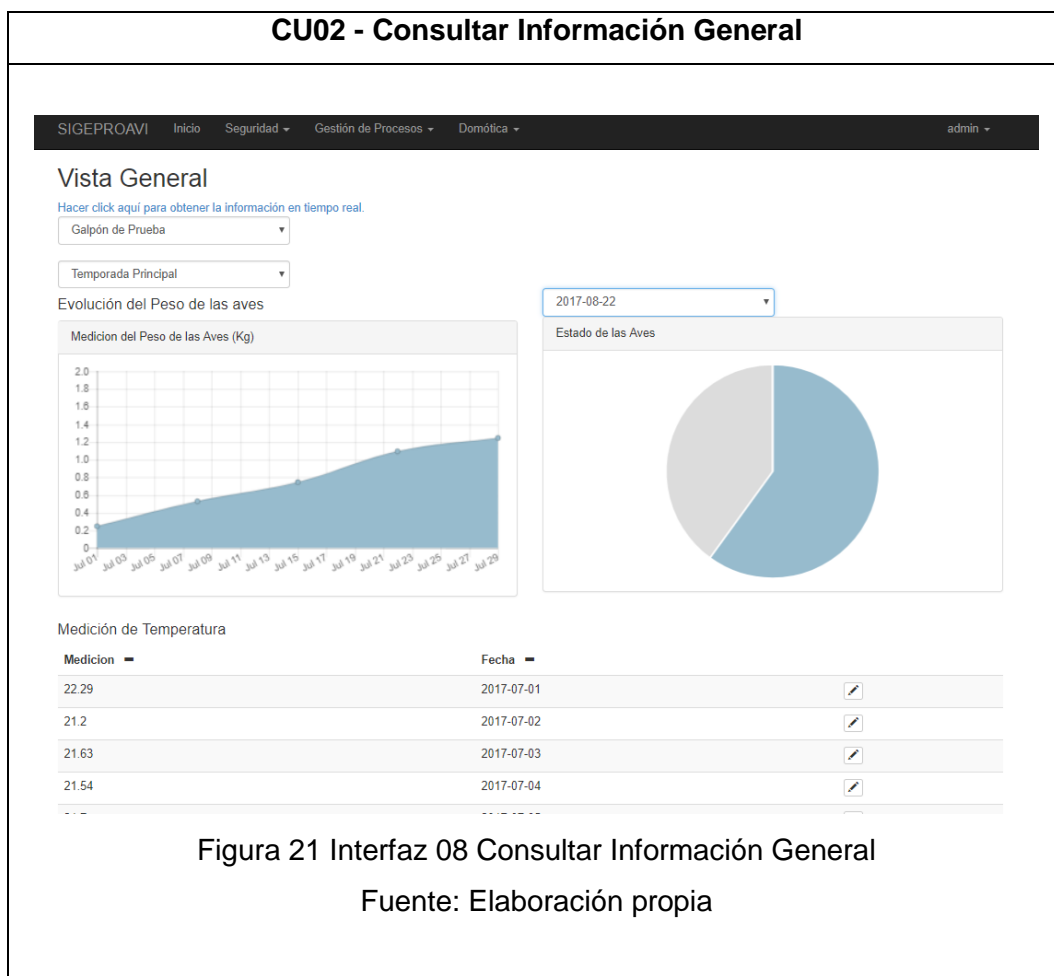 CU02 - Consultar Información General
SIGEPROAVI Inicio Seguridad Gestión de Procesos Domótica admin
Vista General
Hacer click aquí para obtener la información en tiempo real.
Galpón de Prueba
Temporada Principal
Evolución del Peso de las aves
2017-08-22
Medicion del Peso de las Aves (Kg)
Estado de las Aves
2.0
1.8
1.6
1.4
1.2
1.0
0.8
0.6
0.4
0.2
0
Jul 01 Jul 03 Jul 05 Jul 07 Jul 09 Jul 11 Jul 13 Jul 15 Jul 17 Jul 19 Jul 21 Jul 23 Jul 25 Jul 27 Jul 29
Medición de Temperatura
Medicion Fecha
22.29 2017-07-01
21.2 2017-07-02
21.63 2017-07-03
21.54 2017-07-04
Figura 21 Interfaz 08 Consultar Información General
Fuente: Elaboración propia